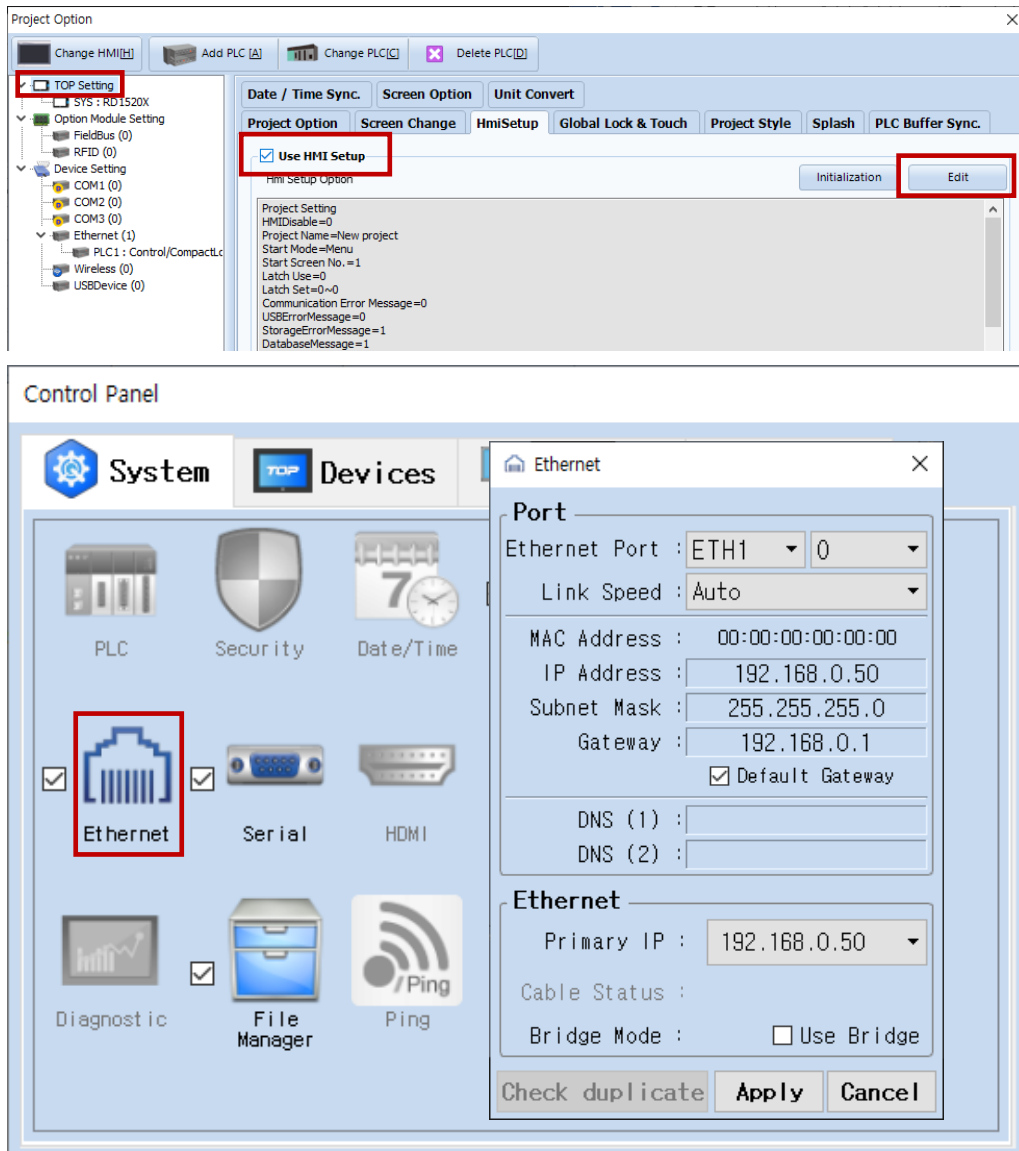 Project Option
Change HMI[H] Add PLC [A] Change PLC[C] Delete PLC[D]
TOP Setting
SYS : RD1520X
Option Module Setting
FieldBus (0)
RFID (0)
Device Setting
COM1 (0)
COM2 (0)
COM3 (0)
Ethernet (1)
PLC1 : Control/CompactLc
Wireless (0)
USBDevice (0)
Date / Time Sync. Screen Option Unit Convert
Project Option Screen Change HmiSetup Global Lock & Touch Project Style Splash PLC Buffer Sync.
Use HMI Setup
Hmi Setup Option
Initialization Edit
Project Setting
HMIDisable=0
Project Name=New project
Start Mode=Menu
Start Screen No.=1
Latch Use=0
Latch Set=0~0
Communication Error Message=0
USBErrorMessage=0
StorageErrorMessage=1
DatabaseMessage=1
Control Panel
System
TOP
Devices
PLC
Security
7
Date/Time
Ethernet
Serial
HDMI
Diagnostic
File
Manager
/Ping
Ping
Ethernet
Port
Ethernet Port : ETH1 0
Link Speed : Auto
MAC Address : 00:00:00:00:00:00
IP Address : 192.168.0.50
Subnet Mask : 255.255.255.0
Gateway : 192.168.0.1
Default Gateway
DNS (1) :
DNS (2) :
Ethernet
Primary IP : 192.168.0.50
Cable Status :
Bridge Mode : Use Bridge
Check duplicate Apply Cancel